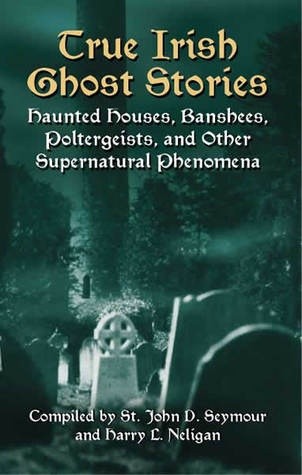 True Irish
Ghost Stories
Haunted Houses, Banshees,
Poltergeists, and Other
Supernatural Phenomena
Compiled by St. John D. Seymour
and Harry L. Neligan